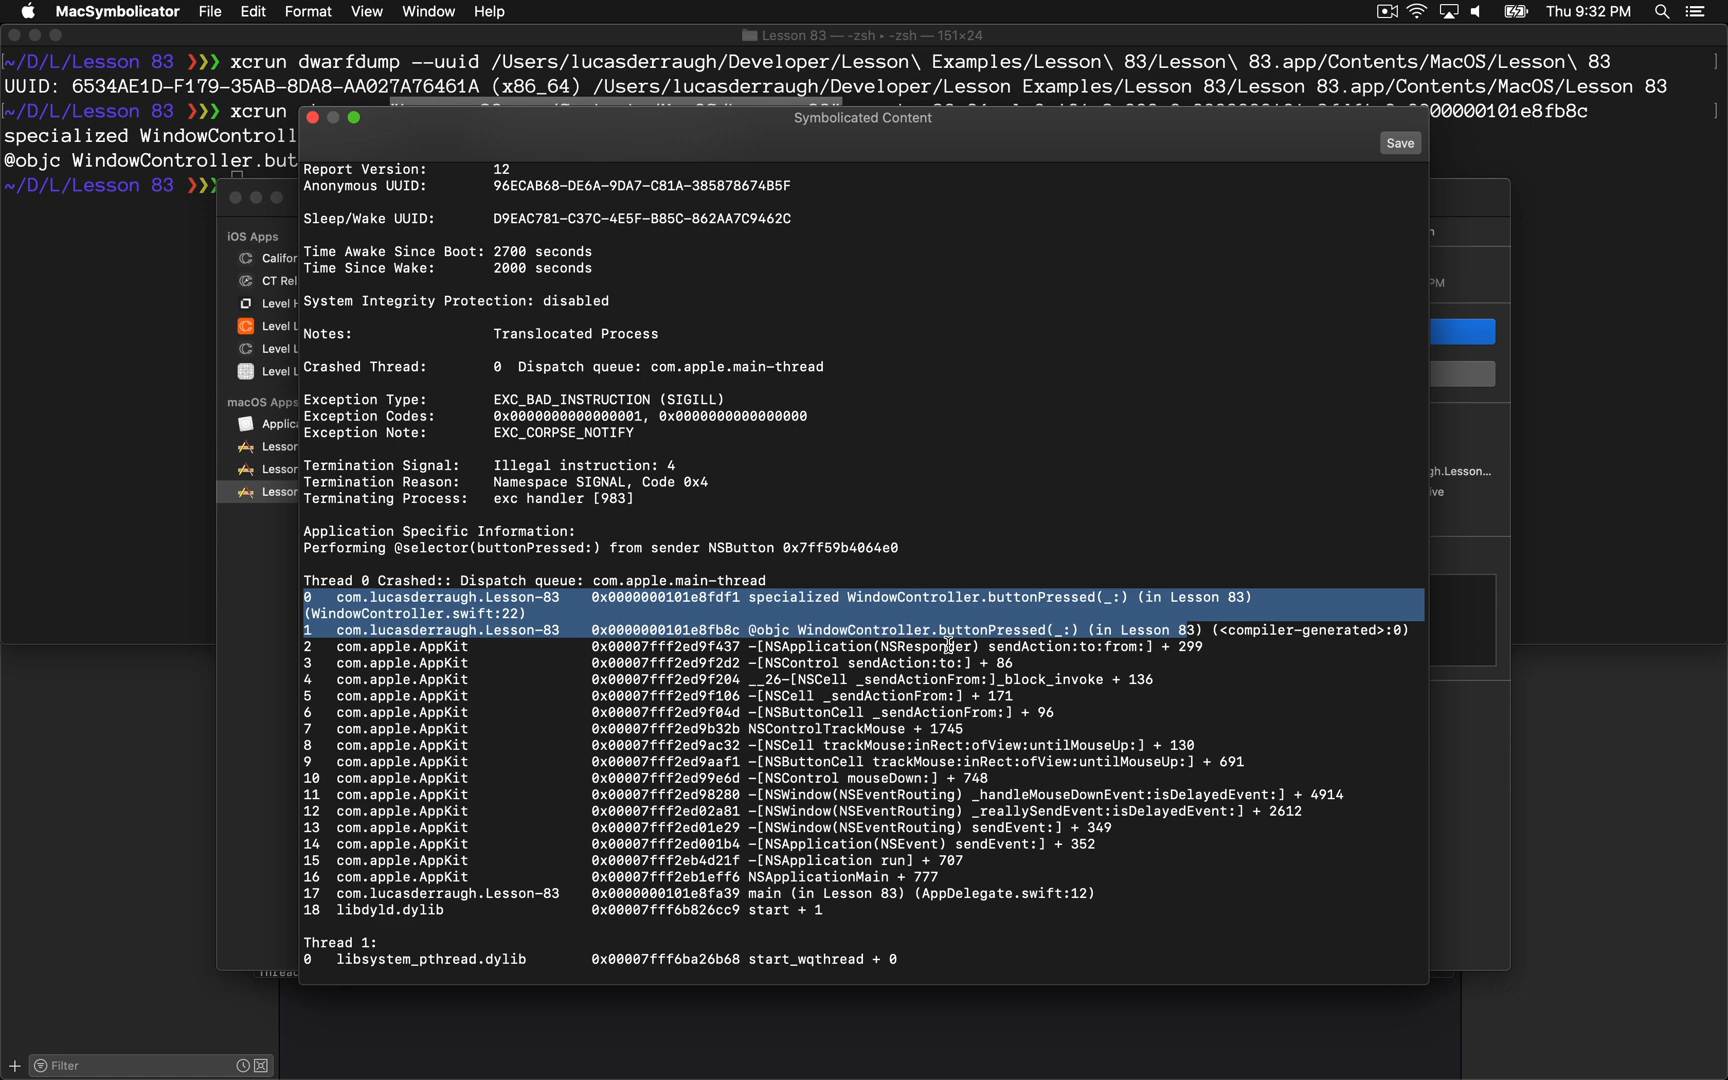 MacSymbolicator File Edit Format View Window Help Thu 9:32 PM
Lesson 83 — -zsh • -zsh — 151×24
~/D/L/Lesson 83 ❯❯❯ xcrun dwarfdump --uuid /Users/lucasderraugh/Developer/Lesson\ Examples/Lesson\ 83/Lesson\ 83.app/Contents/MacOS/Lesson\ 83
UUID: 6534AE1D-F179-35AB-8DA8-AA027A76461A (x86_64) /Users/lucasderraugh/Developer/Lesson Examples/Lesson 83/Lesson 83.app/Contents/MacOS/Lesson 83
~/D/L/Lesson 83 ❯❯❯ xcrun 0000000101e8fb8c
specialized WindowControll
@objc WindowController.but
~/D/L/Lesson 83 ❯❯❯
Symbolicated Content
Save
Report Version: 12
Anonymous UUID: 96ECAB68-DE6A-9DA7-C81A-385878674B5F
Sleep/Wake UUID: D9EAC781-C37C-4E5F-B85C-862AA7C9462C
Time Awake Since Boot: 2700 seconds
Time Since Wake: 2000 seconds
System Integrity Protection: disabled
Notes: Translocated Process
Crashed Thread: 0 Dispatch queue: com.apple.main-thread
Exception Type: EXC_BAD_INSTRUCTION (SIGILL)
Exception Codes: 0x0000000000000001, 0x0000000000000000
Exception Note: EXC_CORPSE_NOTIFY
Termination Signal: Illegal instruction: 4
Termination Reason: Namespace SIGNAL, Code 0x4
Terminating Process: exc handler [983]
Application Specific Information:
Performing @selector(buttonPressed:) from sender NSButton 0x7ff59b4064e0
Thread 0 Crashed:: Dispatch queue: com.apple.main-thread
0 com.lucasderraugh.Lesson-83 0x0000000101e8fdf1 specialized WindowController.buttonPressed(_:) (in Lesson 83)
(WindowController.swift:22)
1 com.lucasderraugh.Lesson-83 0x0000000101e8fb8c @objc WindowController.buttonPressed(_:) (in Lesson 83) (<compiler-generated>:0)
2 com.apple.AppKit 0x00007fff2ed9f437 -[NSApplication(NSResponder) sendAction:to:from:] + 299
3 com.apple.AppKit 0x00007fff2ed9f2d2 -[NSControl sendAction:to:] + 86
4 com.apple.AppKit 0x00007fff2ed9f204 __26-[NSCell _sendActionFrom:]_block_invoke + 136
5 com.apple.AppKit 0x00007fff2ed9f106 -[NSCell _sendActionFrom:] + 171
6 com.apple.AppKit 0x00007fff2ed9f04d -[NSButtonCell _sendActionFrom:] + 96
7 com.apple.AppKit 0x00007fff2ed9b32b NSControlTrackMouse + 1745
8 com.apple.AppKit 0x00007fff2ed9ac32 -[NSCell trackMouse:inRect:ofView:untilMouseUp:] + 130
9 com.apple.AppKit 0x00007fff2ed9aaf1 -[NSButtonCell trackMouse:inRect:ofView:untilMouseUp:] + 691
10 com.apple.AppKit 0x00007fff2ed99e6d -[NSControl mouseDown:] + 748
11 com.apple.AppKit 0x00007fff2ed98280 -[NSWindow(NSEventRouting) _handleMouseDownEvent:isDelayedEvent:] + 4914
12 com.apple.AppKit 0x00007fff2ed02a81 -[NSWindow(NSEventRouting) _reallySendEvent:isDelayedEvent:] + 2612
13 com.apple.AppKit 0x00007fff2ed01e29 -[NSWindow(NSEventRouting) sendEvent:] + 349
14 com.apple.AppKit 0x00007fff2ed001b4 -[NSApplication(NSEvent) sendEvent:] + 352
15 com.apple.AppKit 0x00007fff2eb4d21f -[NSApplication run] + 707
16 com.apple.AppKit 0x00007fff2eb1eff6 NSApplicationMain + 777
17 com.lucasderraugh.Lesson-83 0x0000000101e8fa39 main (in Lesson 83) (AppDelegate.swift:12)
18 libdyld.dylib 0x00007fff6b826cc9 start + 1
Thread 1:
0 libsystem_pthread.dylib 0x00007fff6ba26b68 start_wqthread + 0
iOS Apps
Califor
CT Rel
Level H
Level L
Level L
Level L
macOS Apps
Applica
Lesson
Lesson
Lesson
PM
gh.Lesson...
ive
Filter